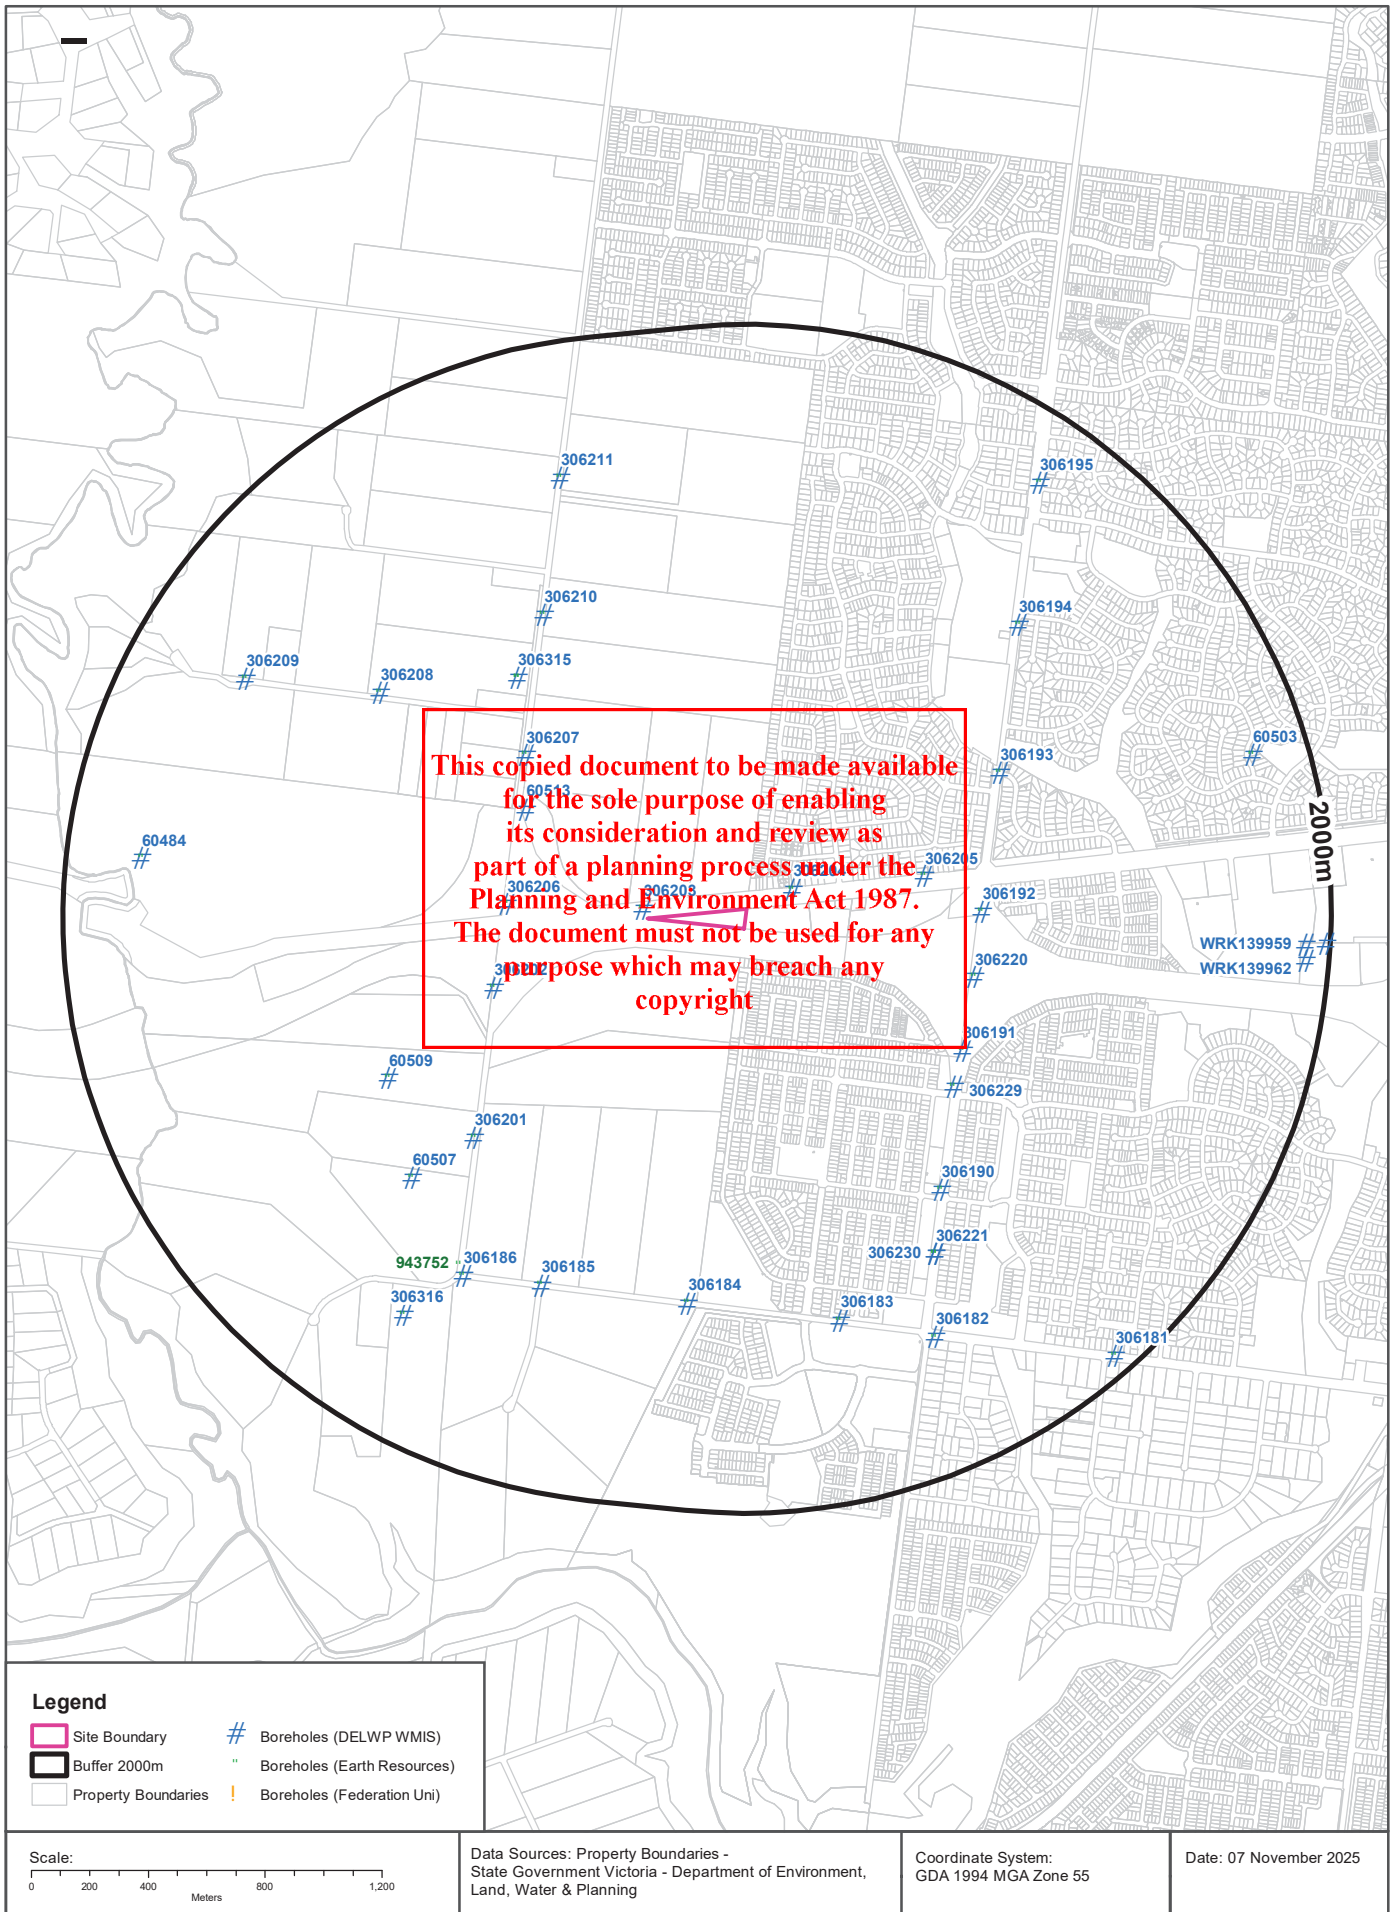 306211
306195
306210
306194
306209
306315
306208
306207
306193
60503
This copied document to be made available
for the sole purpose of enabling
its consideration and review as
part of a planning process under the
Planning and Environment Act 1987.
The document must not be used for any
purpose which may breach any
copyright
60513
2000m
60484
306205
306206
306203
306192
WRK139959
WRK139962
306220
306202
306191
60509
306229
306201
60507
306190
306221
306230
943752
306186
306185
306316
306184
306183
306182
306181
Legend
Site Boundary
Buffer 2000m
Property Boundaries
# Boreholes (DELWP WMIS)
" Boreholes (Earth Resources)
! Boreholes (Federation Uni)
Scale:
0 200 400 800 1,200
Meters
Data Sources: Property Boundaries -
State Government Victoria - Department of Environment,
Land, Water & Planning
Coordinate System:
GDA 1994 MGA Zone 55
Date: 07 November 2025